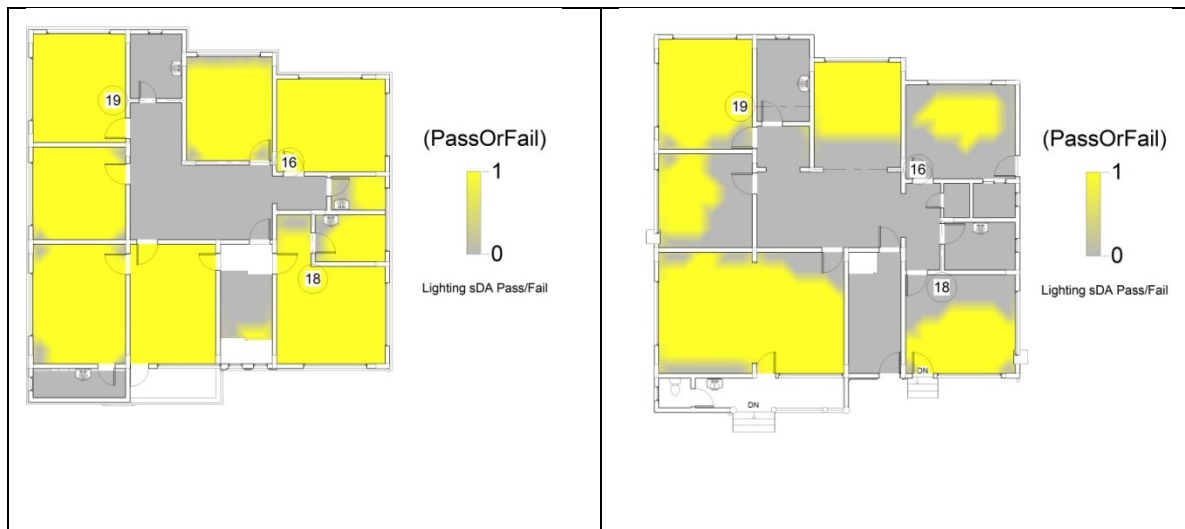 19
16
18
(PassOrFail)
1
0
Lighting sDA Pass/Fail
19
16
18
DN
DN
(PassOrFail)
1
0
Lighting sDA Pass/Fail